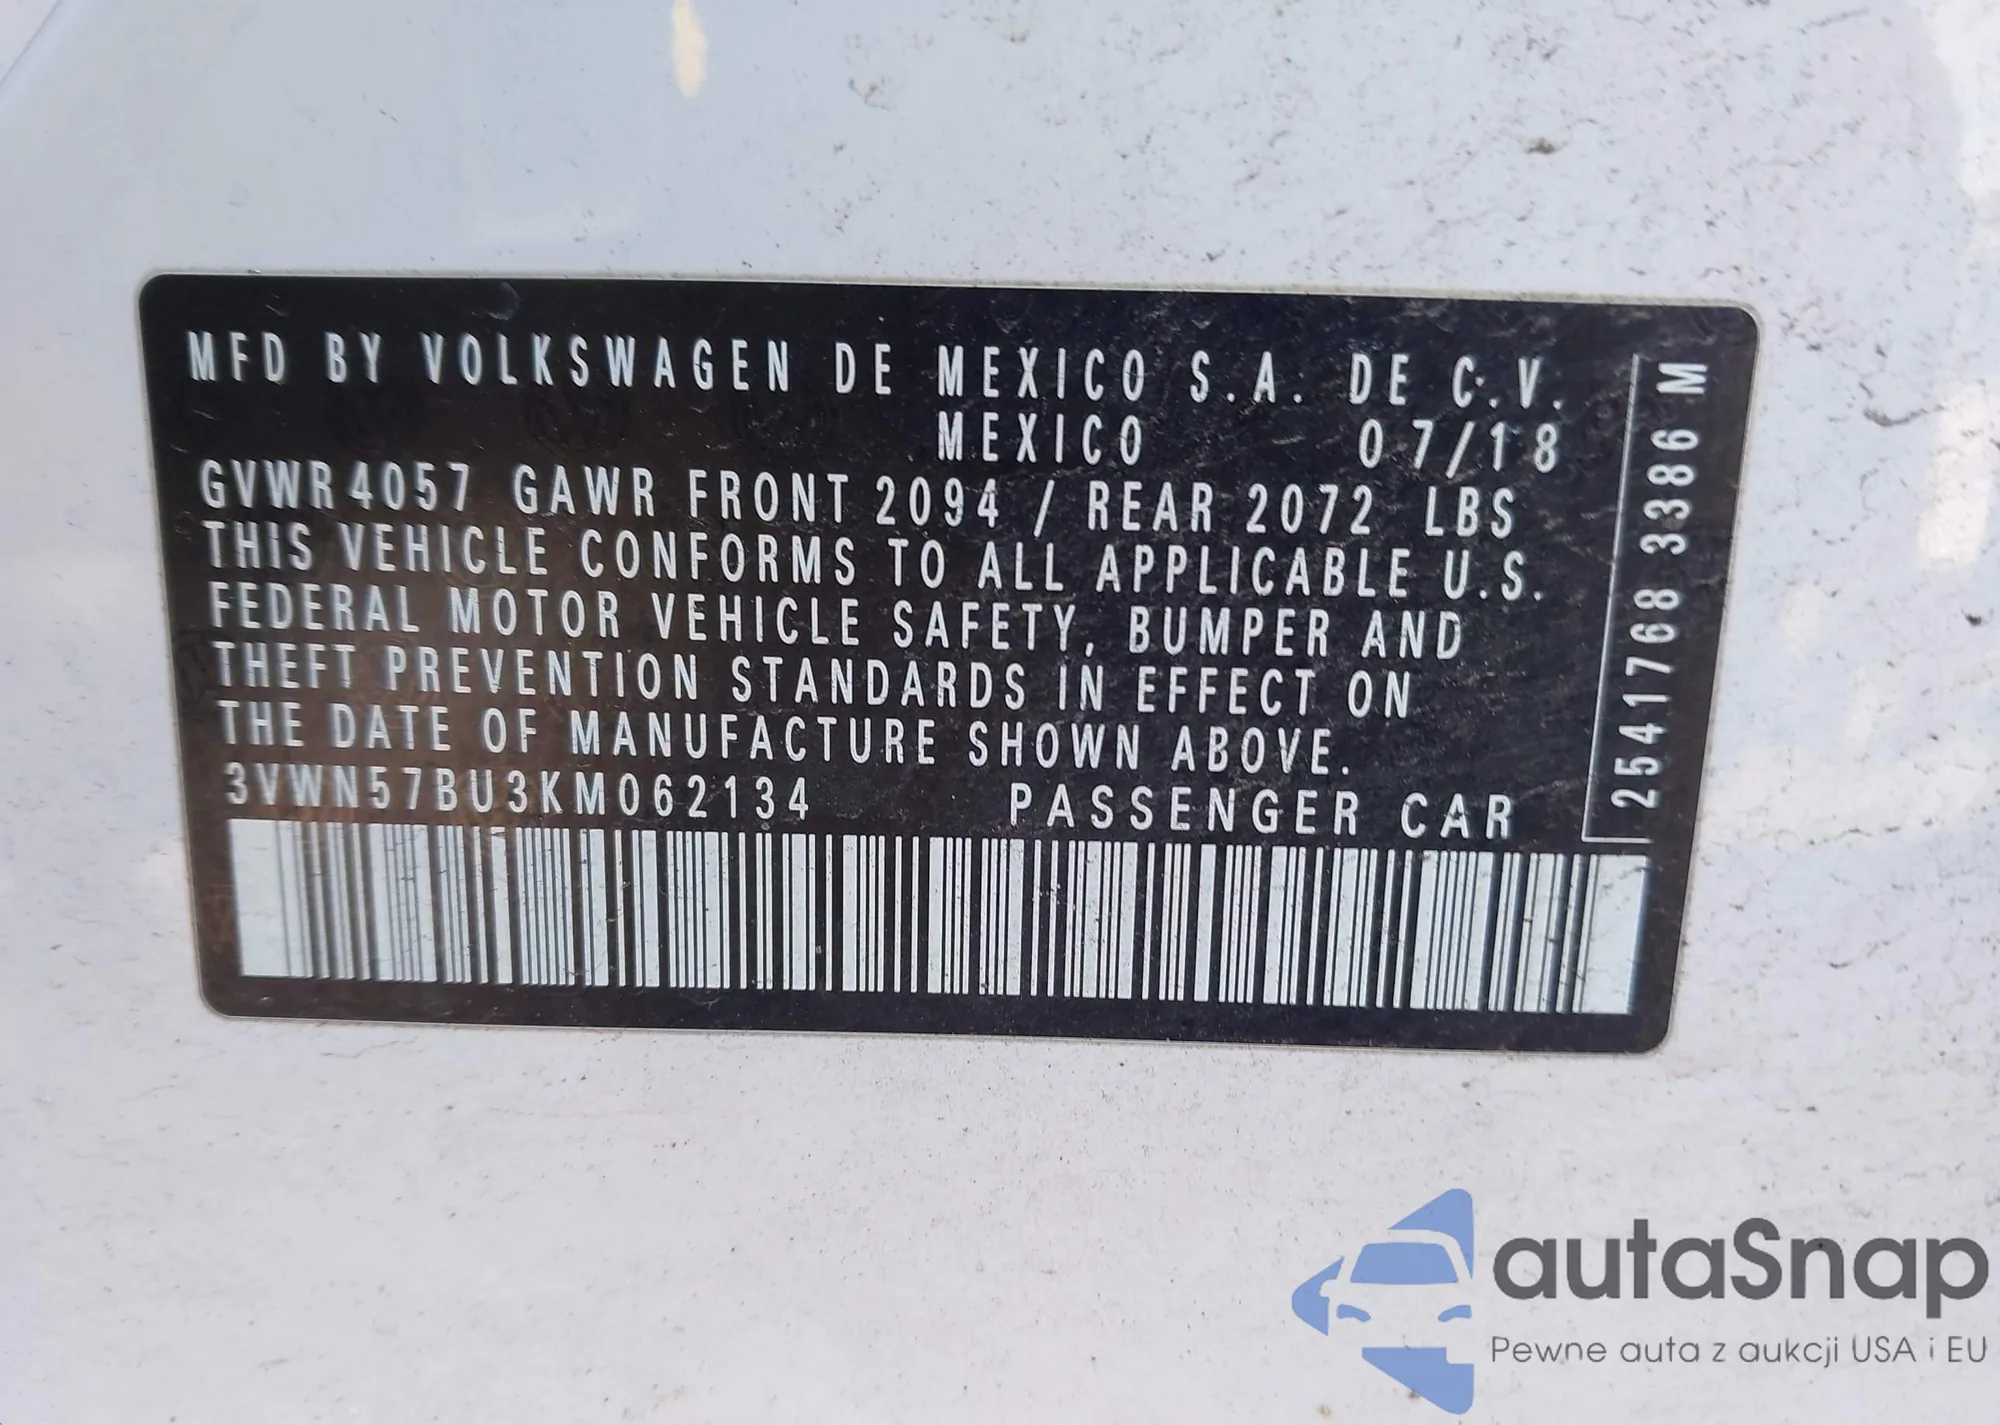 MFD BY VOLKSWAGEN DE MEXICO S.A. DE C.V.
MEXICO 07/18
GVWR 4057 GAWR FRONT 2094 / REAR 2072 LBS
THIS VEHICLE CONFORMS TO ALL APPLICABLE U.S.
FEDERAL MOTOR VEHICLE SAFETY, BUMPER AND
THEFT PREVENTION STANDARDS IN EFFECT ON
THE DATE OF MANUFACTURE SHOWN ABOVE.
3VWN57BU3KM062134 PASSENGER CAR
2541768 3386 M
autaSnap
Pewne auta z aukcji USA i EU